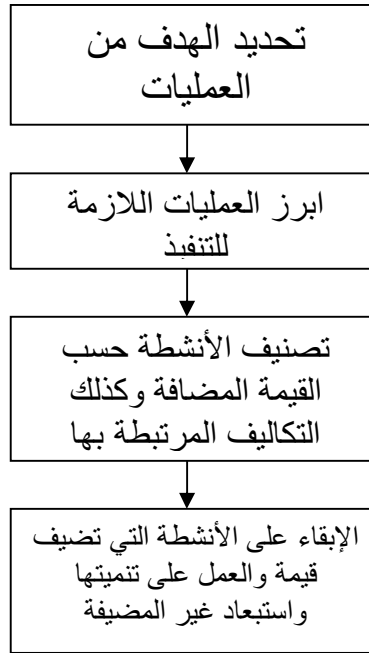 تحديد الهدف من
العمليات
ابرز العمليات اللازمة
للتنفيذ
تصنيف الأنشطة حسب
القيمة المضافة وكذلك
التكاليف المرتبطة بها
الإبقاء على الأنشطة التي تضيف
قيمة والعمل على تنميتها
واستبعاد غير المضيفة